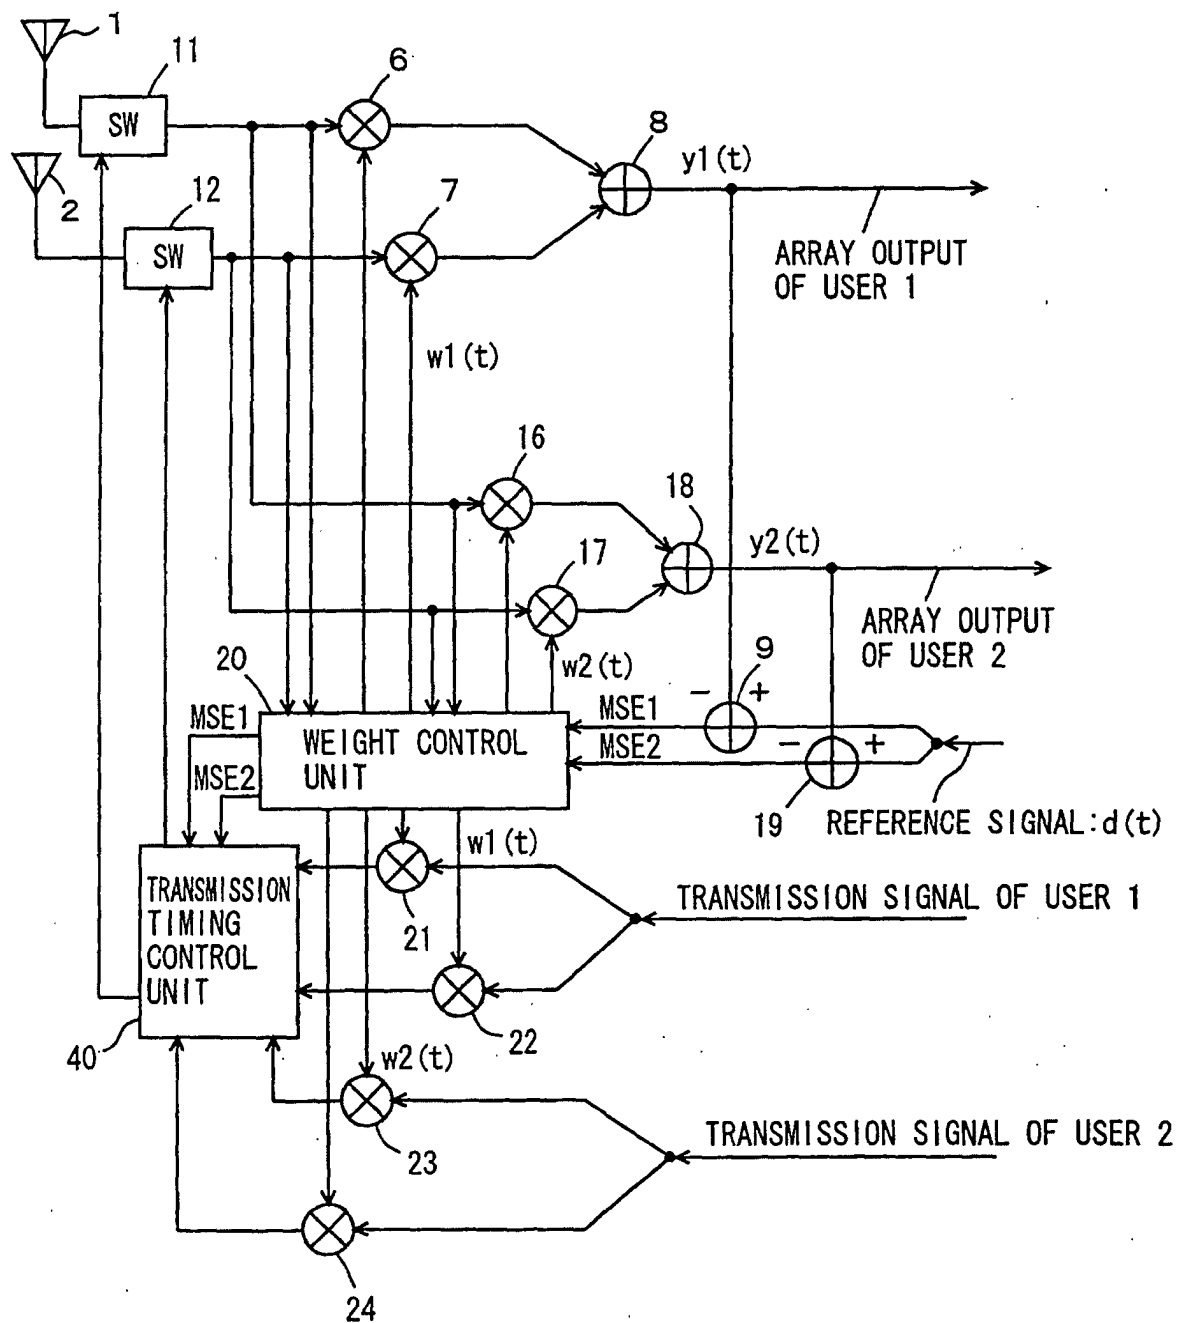 1
11
SW
6
8
y1(t)
2
12
SW
7
ARRAY OUTPUT
OF USER 1
w1(t)
16
18
y2(t)
17
ARRAY OUTPUT
OF USER 2
20
w2(t)
9
- +
MSE1
MSE1
WEIGHT CONTROL
UNIT
MSE2
- +
MSE2
19
REFERENCE SIGNAL:d(t)
w1(t)
TRANSMISSION
TIMING
CONTROL
UNIT
21
TRANSMISSION SIGNAL OF USER 1
22
40
w2(t)
23
TRANSMISSION SIGNAL OF USER 2
24